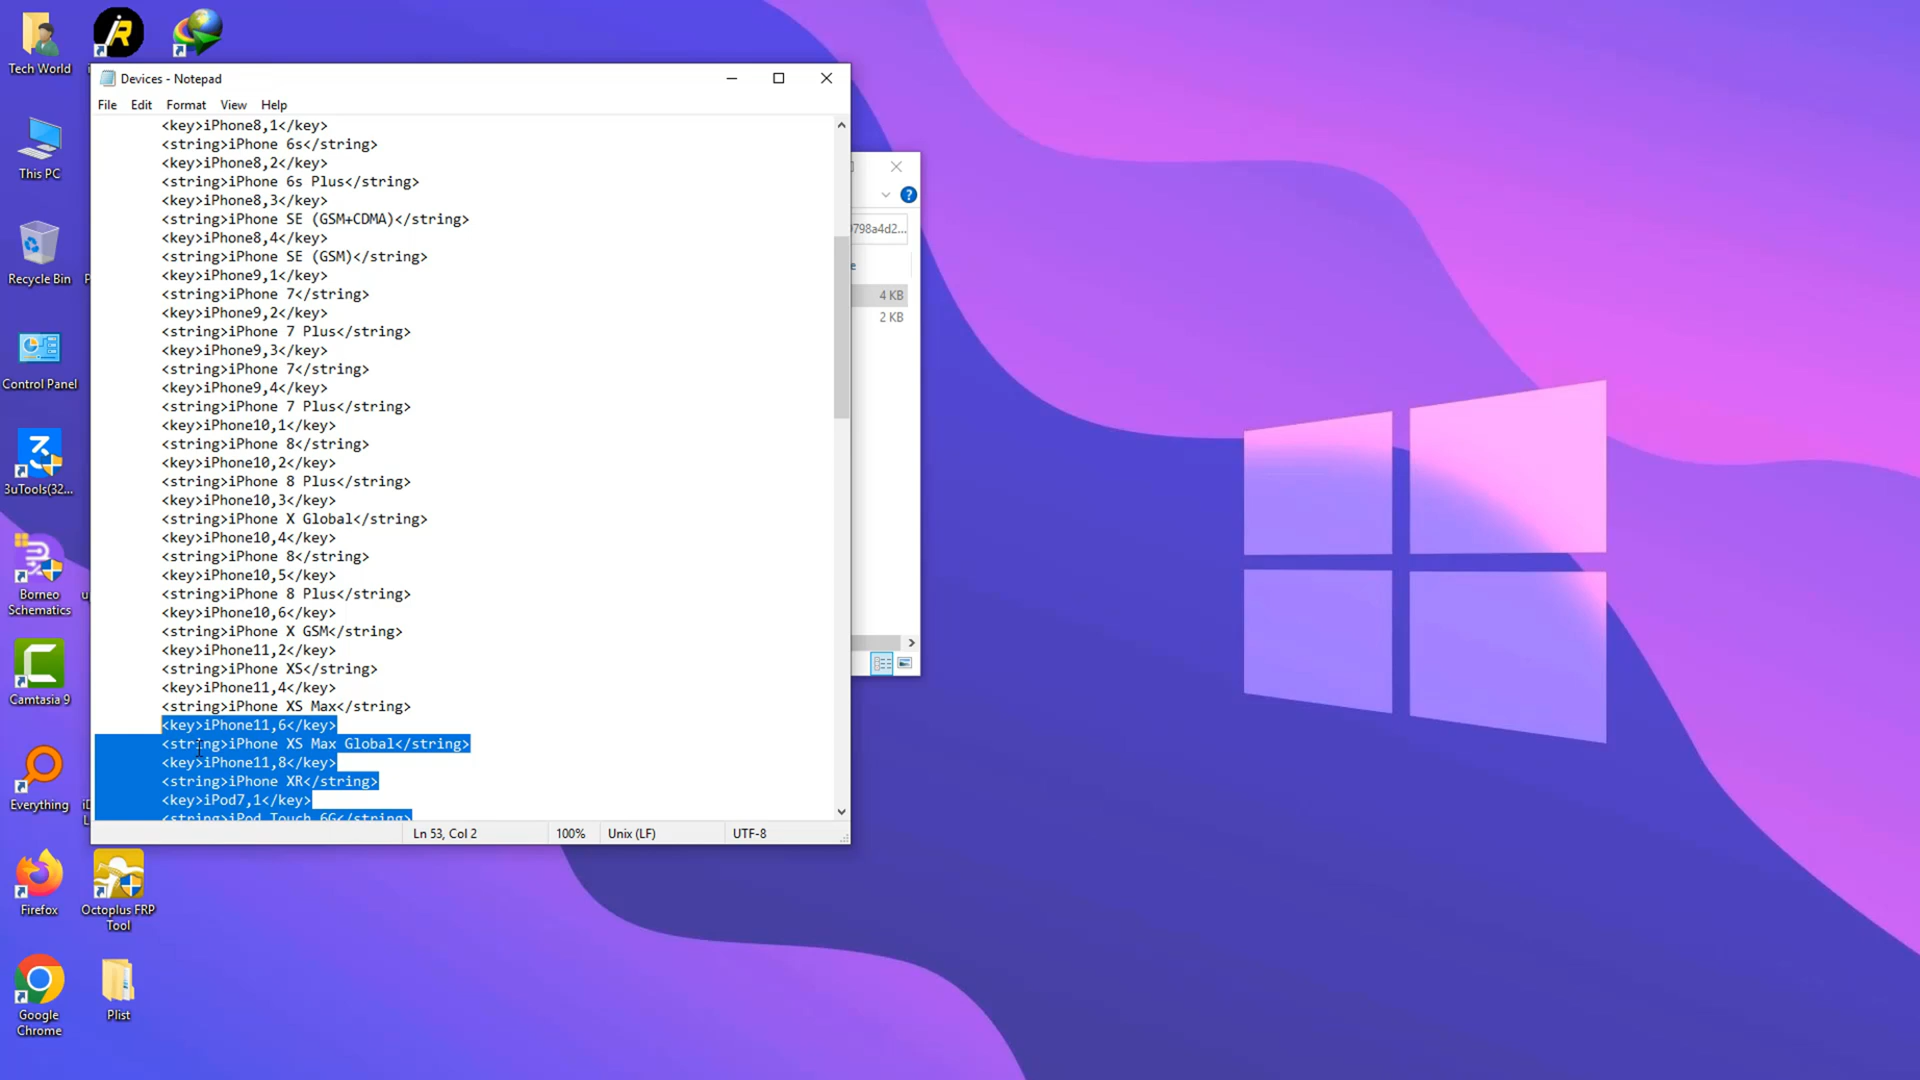 Tech World
This PC
Recycle Bin
Control Panel
3uTools(32...
Borneo
Schematics
Camtasia 9
Everything
Firefox
Octoplus FRP
Tool
Google
Chrome
Plist
Devices - Notepad
File Edit Format View Help
<key>iPhone8,1</key>
<string>iPhone 6s</string>
<key>iPhone8,2</key>
<string>iPhone 6s Plus</string>
<key>iPhone8,3</key>
<string>iPhone SE (GSM+CDMA)</string>
<key>iPhone8,4</key>
<string>iPhone SE (GSM)</string>
<key>iPhone9,1</key>
<string>iPhone 7</string>
<key>iPhone9,2</key>
<string>iPhone 7 Plus</string>
<key>iPhone9,3</key>
<string>iPhone 7</string>
<key>iPhone9,4</key>
<string>iPhone 7 Plus</string>
<key>iPhone10,1</key>
<string>iPhone 8</string>
<key>iPhone10,2</key>
<string>iPhone 8 Plus</string>
<key>iPhone10,3</key>
<string>iPhone X Global</string>
<key>iPhone10,4</key>
<string>iPhone 8</string>
<key>iPhone10,5</key>
<string>iPhone 8 Plus</string>
<key>iPhone10,6</key>
<string>iPhone X GSM</string>
<key>iPhone11,2</key>
<string>iPhone XS</string>
<key>iPhone11,4</key>
<string>iPhone XS Max</string>
<key>iPhone11,6</key>
<string>iPhone XS Max Global</string>
<key>iPhone11,8</key>
<string>iPhone XR</string>
<key>iPod7,1</key>
<string>iPod Touch 6G</string>
Ln 53, Col 2 100% Unix (LF) UTF-8
798a4d2...
4 KB
2 KB